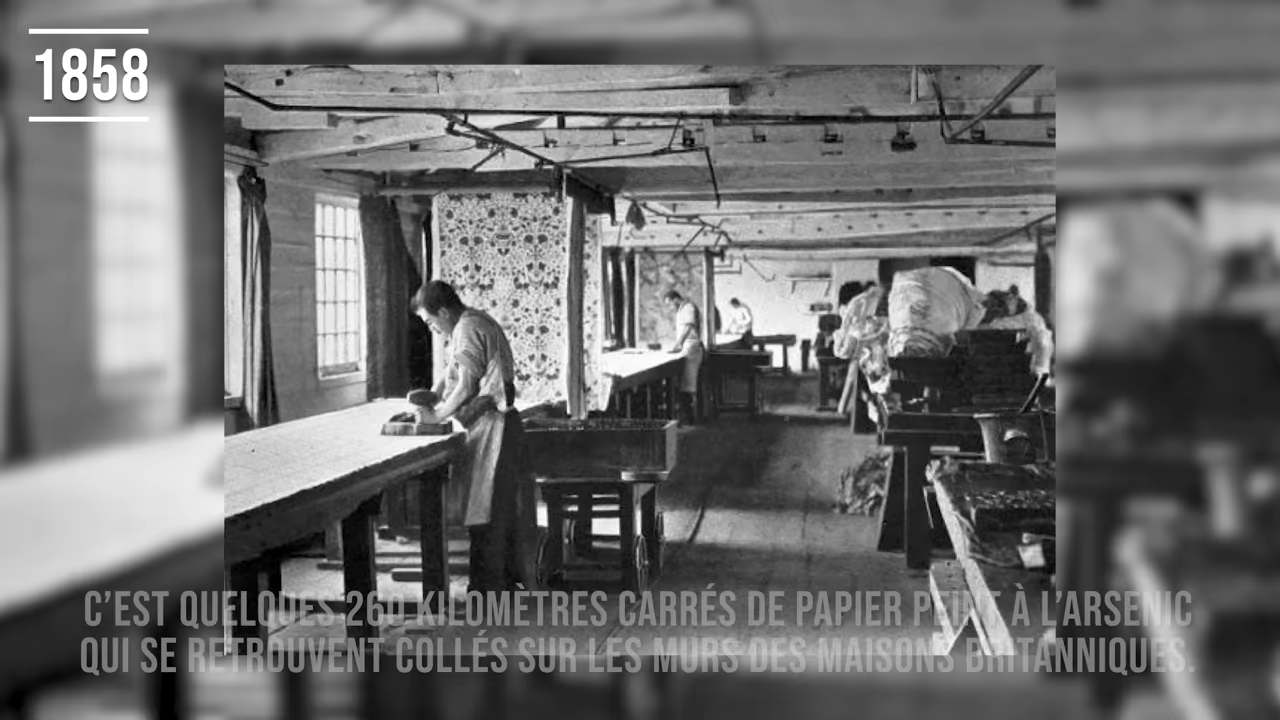 1858
C’EST QUELQUES 260 KILOMÈTRES CARRÉS DE PAPIER PEINT À L’ARSENIC
QUI SE RETROUVENT COLLÉS SUR LES MURS DES MAISONS BRITANNIQUES.